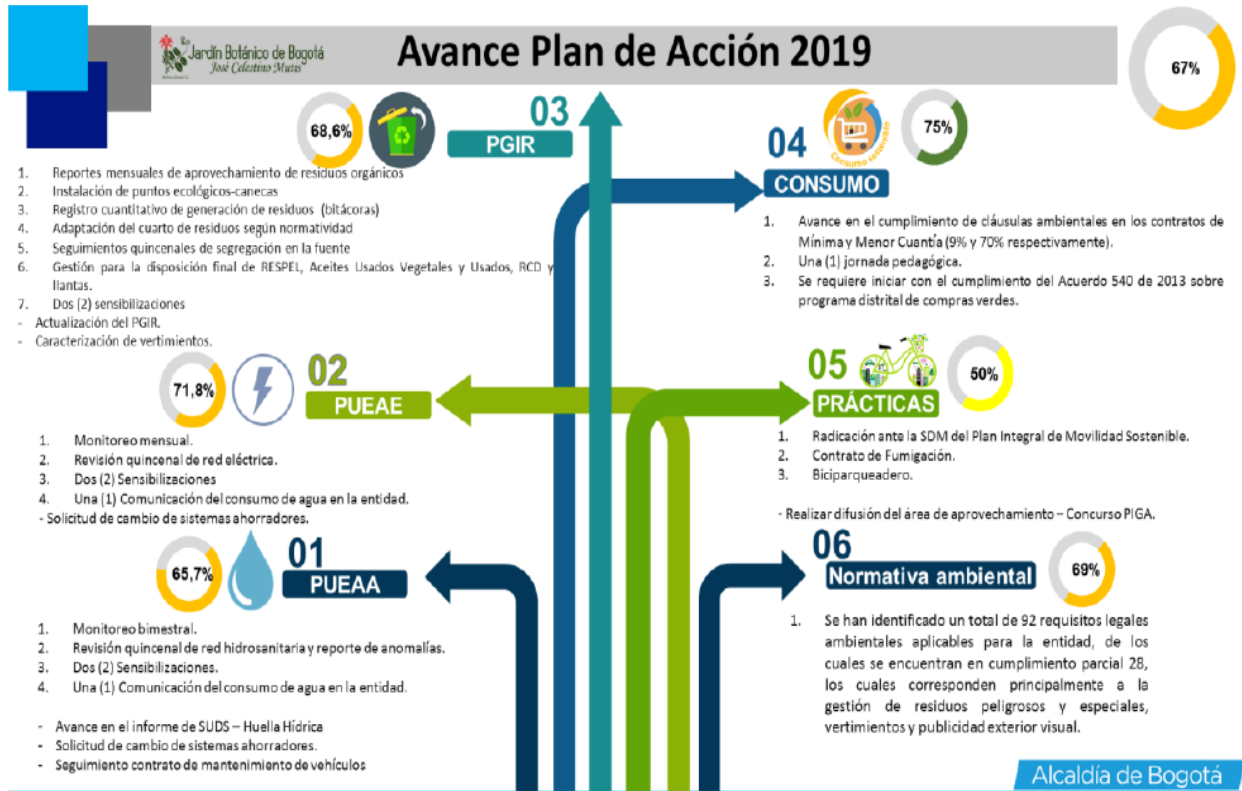 Jardín Botánico de Bogotá
José Celestino Mutis
Avance Plan de Acción 2019
67%
68,6%
03
PGIR
1. Reportes mensuales de aprovechamiento de residuos orgánicos
2. Instalación de puntos ecológicos-canecas
3. Registro cuantitativo de generación de residuos (bitácoras)
4. Adaptación del cuarto de residuos según normatividad
5. Seguimientos quincenales de segregación en la fuente
6. Gestión para la disposición final de RESPEL, Aceites Usados Vegetales y Usados, RCD y
llantas.
7. Dos (2) sensibilizaciones
- Actualización del PGIR.
- Caracterización de vertimientos.
04
Consumo sostenible
75%
CONSUMO
1. Avance en el cumplimiento de cláusulas ambientales en los contratos de
Mínima y Menor Cuantía (9% y 70% respectivamente).
2. Una (1) jornada pedagógica.
3. Se requiere iniciar con el cumplimiento del Acuerdo 540 de 2013 sobre
programa distrital de compras verdes.
71,8%
02
PUEAE
1. Monitoreo mensual.
2. Revisión quincenal de red eléctrica.
3. Dos (2) Sensibilizaciones
4. Una (1) Comunicación del consumo de agua en la entidad.
- Solicitud de cambio de sistemas ahorradores.
05
PRÁCTICAS
50%
1. Radicación ante la SDM del Plan Integral de Movilidad Sostenible.
2. Contrato de Fumigación.
3. Biciparqueadero.
- Realizar difusión del área de aprovechamiento – Concurso PIGA.
65,7%
01
PUEAA
1. Monitoreo bimestral.
2. Revisión quincenal de red hidrosanitaria y reporte de anomalías.
3. Dos (2) Sensibilizaciones.
4. Una (1) Comunicación del consumo de agua en la entidad.
- Avance en el informe de SUDS – Huella Hídrica
- Solicitud de cambio de sistemas ahorradores.
- Seguimiento contrato de mantenimiento de vehículos
06
Normativa ambiental
69%
1. Se han identificado un total de 92 requisitos legales
ambientales aplicables para la entidad, de los
cuales se encuentran en cumplimiento parcial 28,
los cuales corresponden principalmente a la
gestión de residuos peligrosos y especiales,
vertimientos y publicidad exterior visual.
Alcaldía de Bogotá